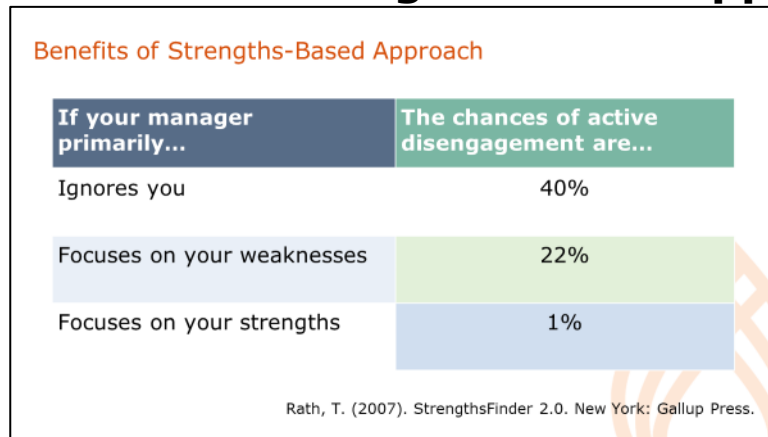 Benefits of Strengths-Based Approach
If your manager
primarily...
The chances of active
disengagement are...
Ignores you
40%
Focuses on your weaknesses
22%
Focuses on your strengths
1%
Rath, T. (2007). StrengthsFinder 2.0. New York: Gallup Press.